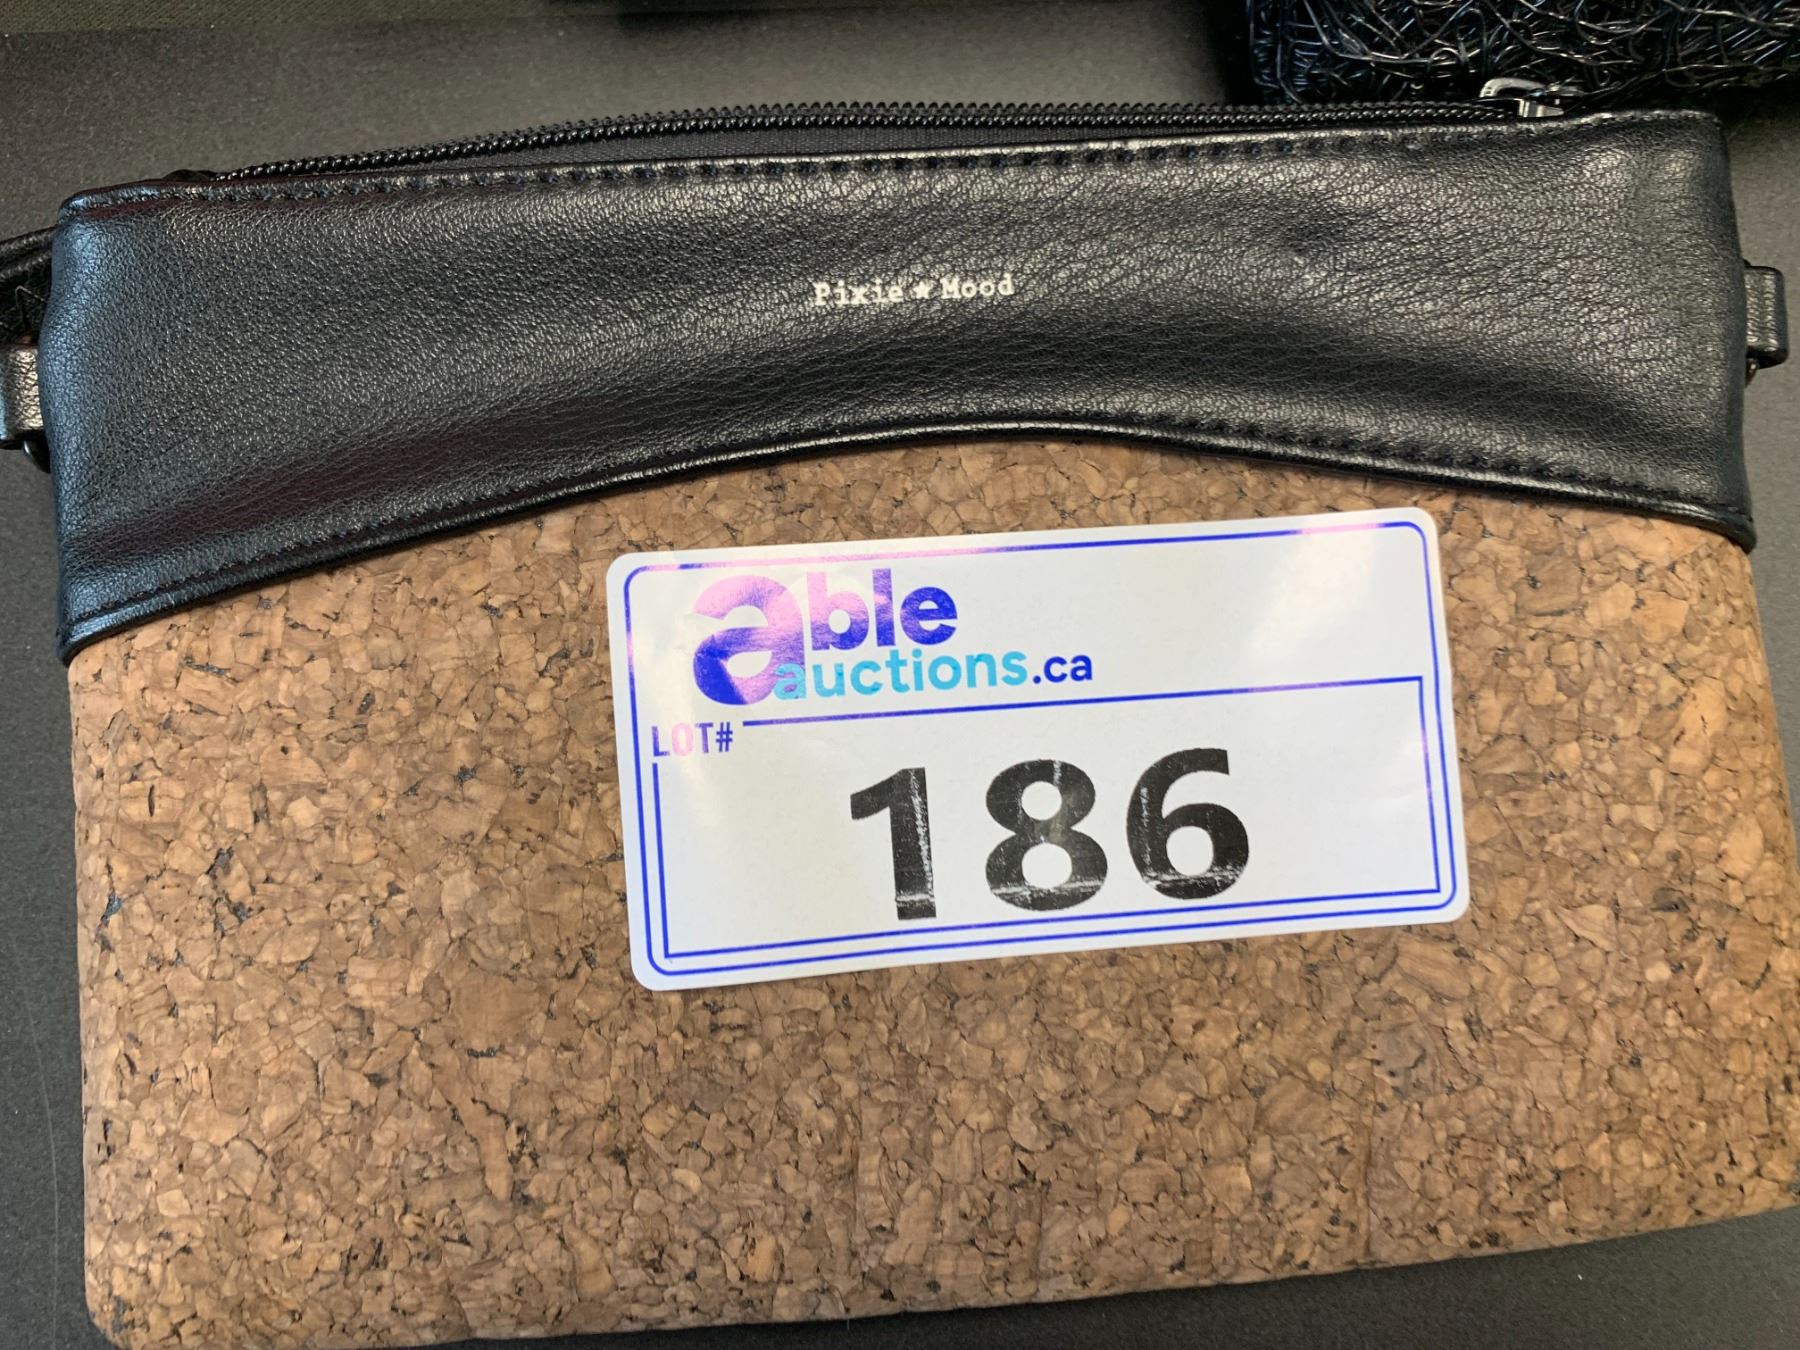 Pixie★Mood
able
auctions.ca
LOT#
186